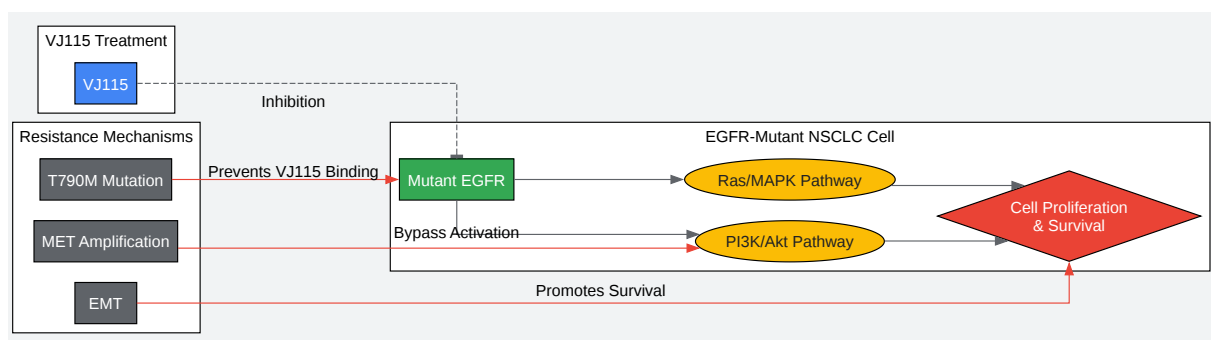 VJ115 Treatment
VJ115
Inhibition
Resistance Mechanisms
EGFR-Mutant NSCLC Cell
T790M Mutation
Prevents VJ115 Binding
Mutant EGFR
Ras/MAPK Pathway
Cell Proliferation
& Survival
MET Amplification
Bypass Activation
PI3K/Akt Pathway
EMT
Promotes Survival